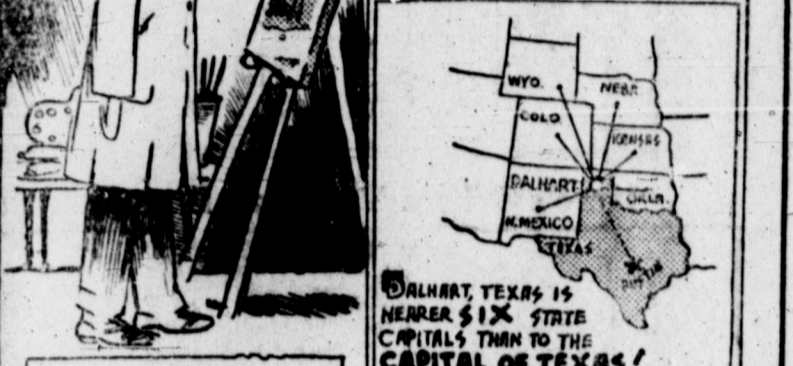 WYO.
NEBR.
COLO.
KANSAS
DALHART
OKLA.
N.MEXICO
TEXAS
AUSTIN
DALHART, TEXAS IS
NEARER SIX STATE
CAPITALS THAN TO THE
CAPITAL OF TEXAS!